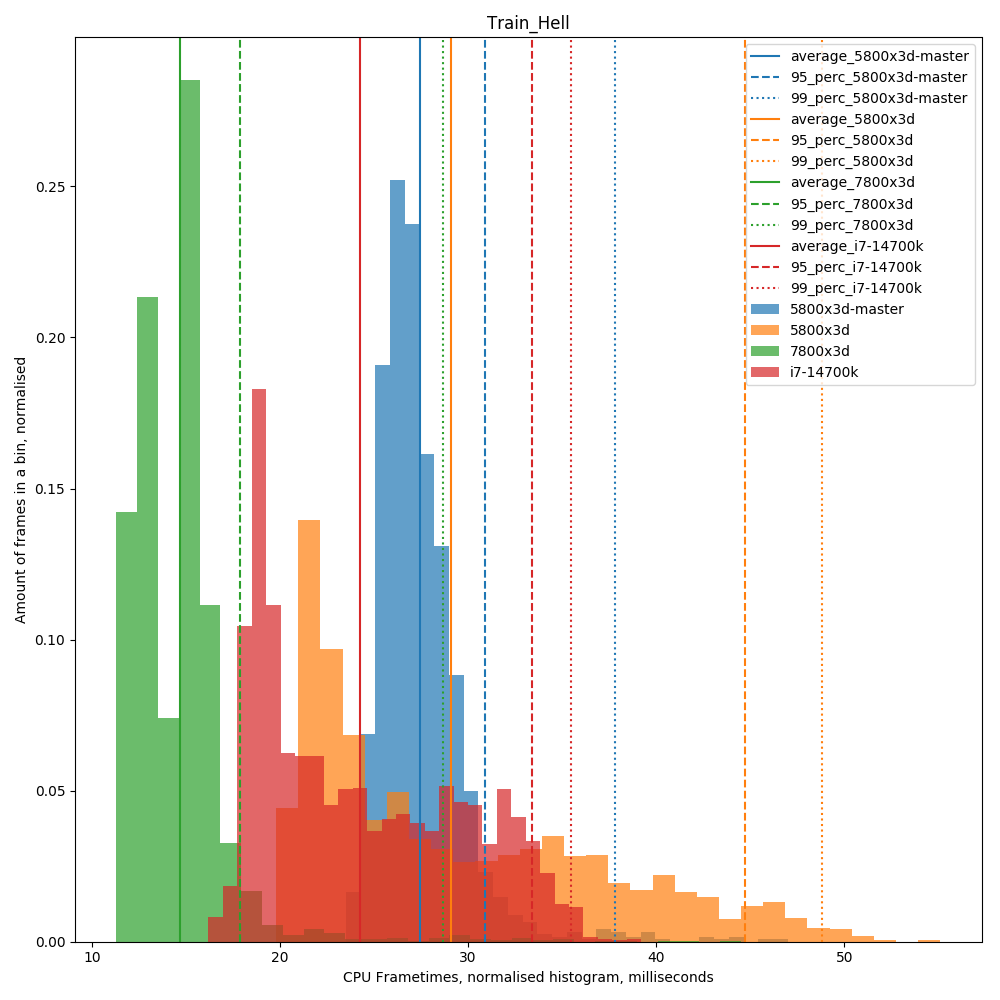 Train_Hell
average_5800x3d-master
95_perc_5800x3d-master
99_perc_5800x3d-master
average_5800x3d
95_perc_5800x3d
99_perc_5800x3d
average_7800x3d
95_perc_7800x3d
99_perc_7800x3d
average_i7-14700k
95_perc_i7-14700k
99_perc_i7-14700k
5800x3d-master
5800x3d
7800x3d
i7-14700k
Amount of frames in a bin, normalised
0.25
0.20
0.15
0.10
0.05
0.00
10 20 30 40 50
CPU Frametimes, normalised histogram, milliseconds